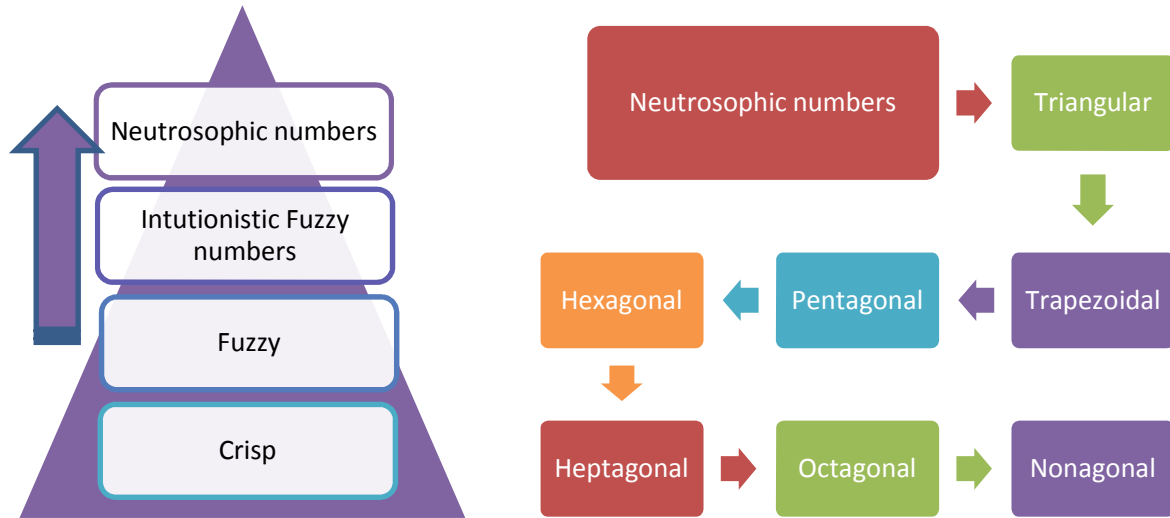 Neutrosophic numbers
Intutionistic Fuzzy
numbers
Fuzzy
Crisp
Neutrosophic numbers
Triangular
Trapezoidal
Pentagonal
Hexagonal
Heptagonal
Octagonal
Nonagonal